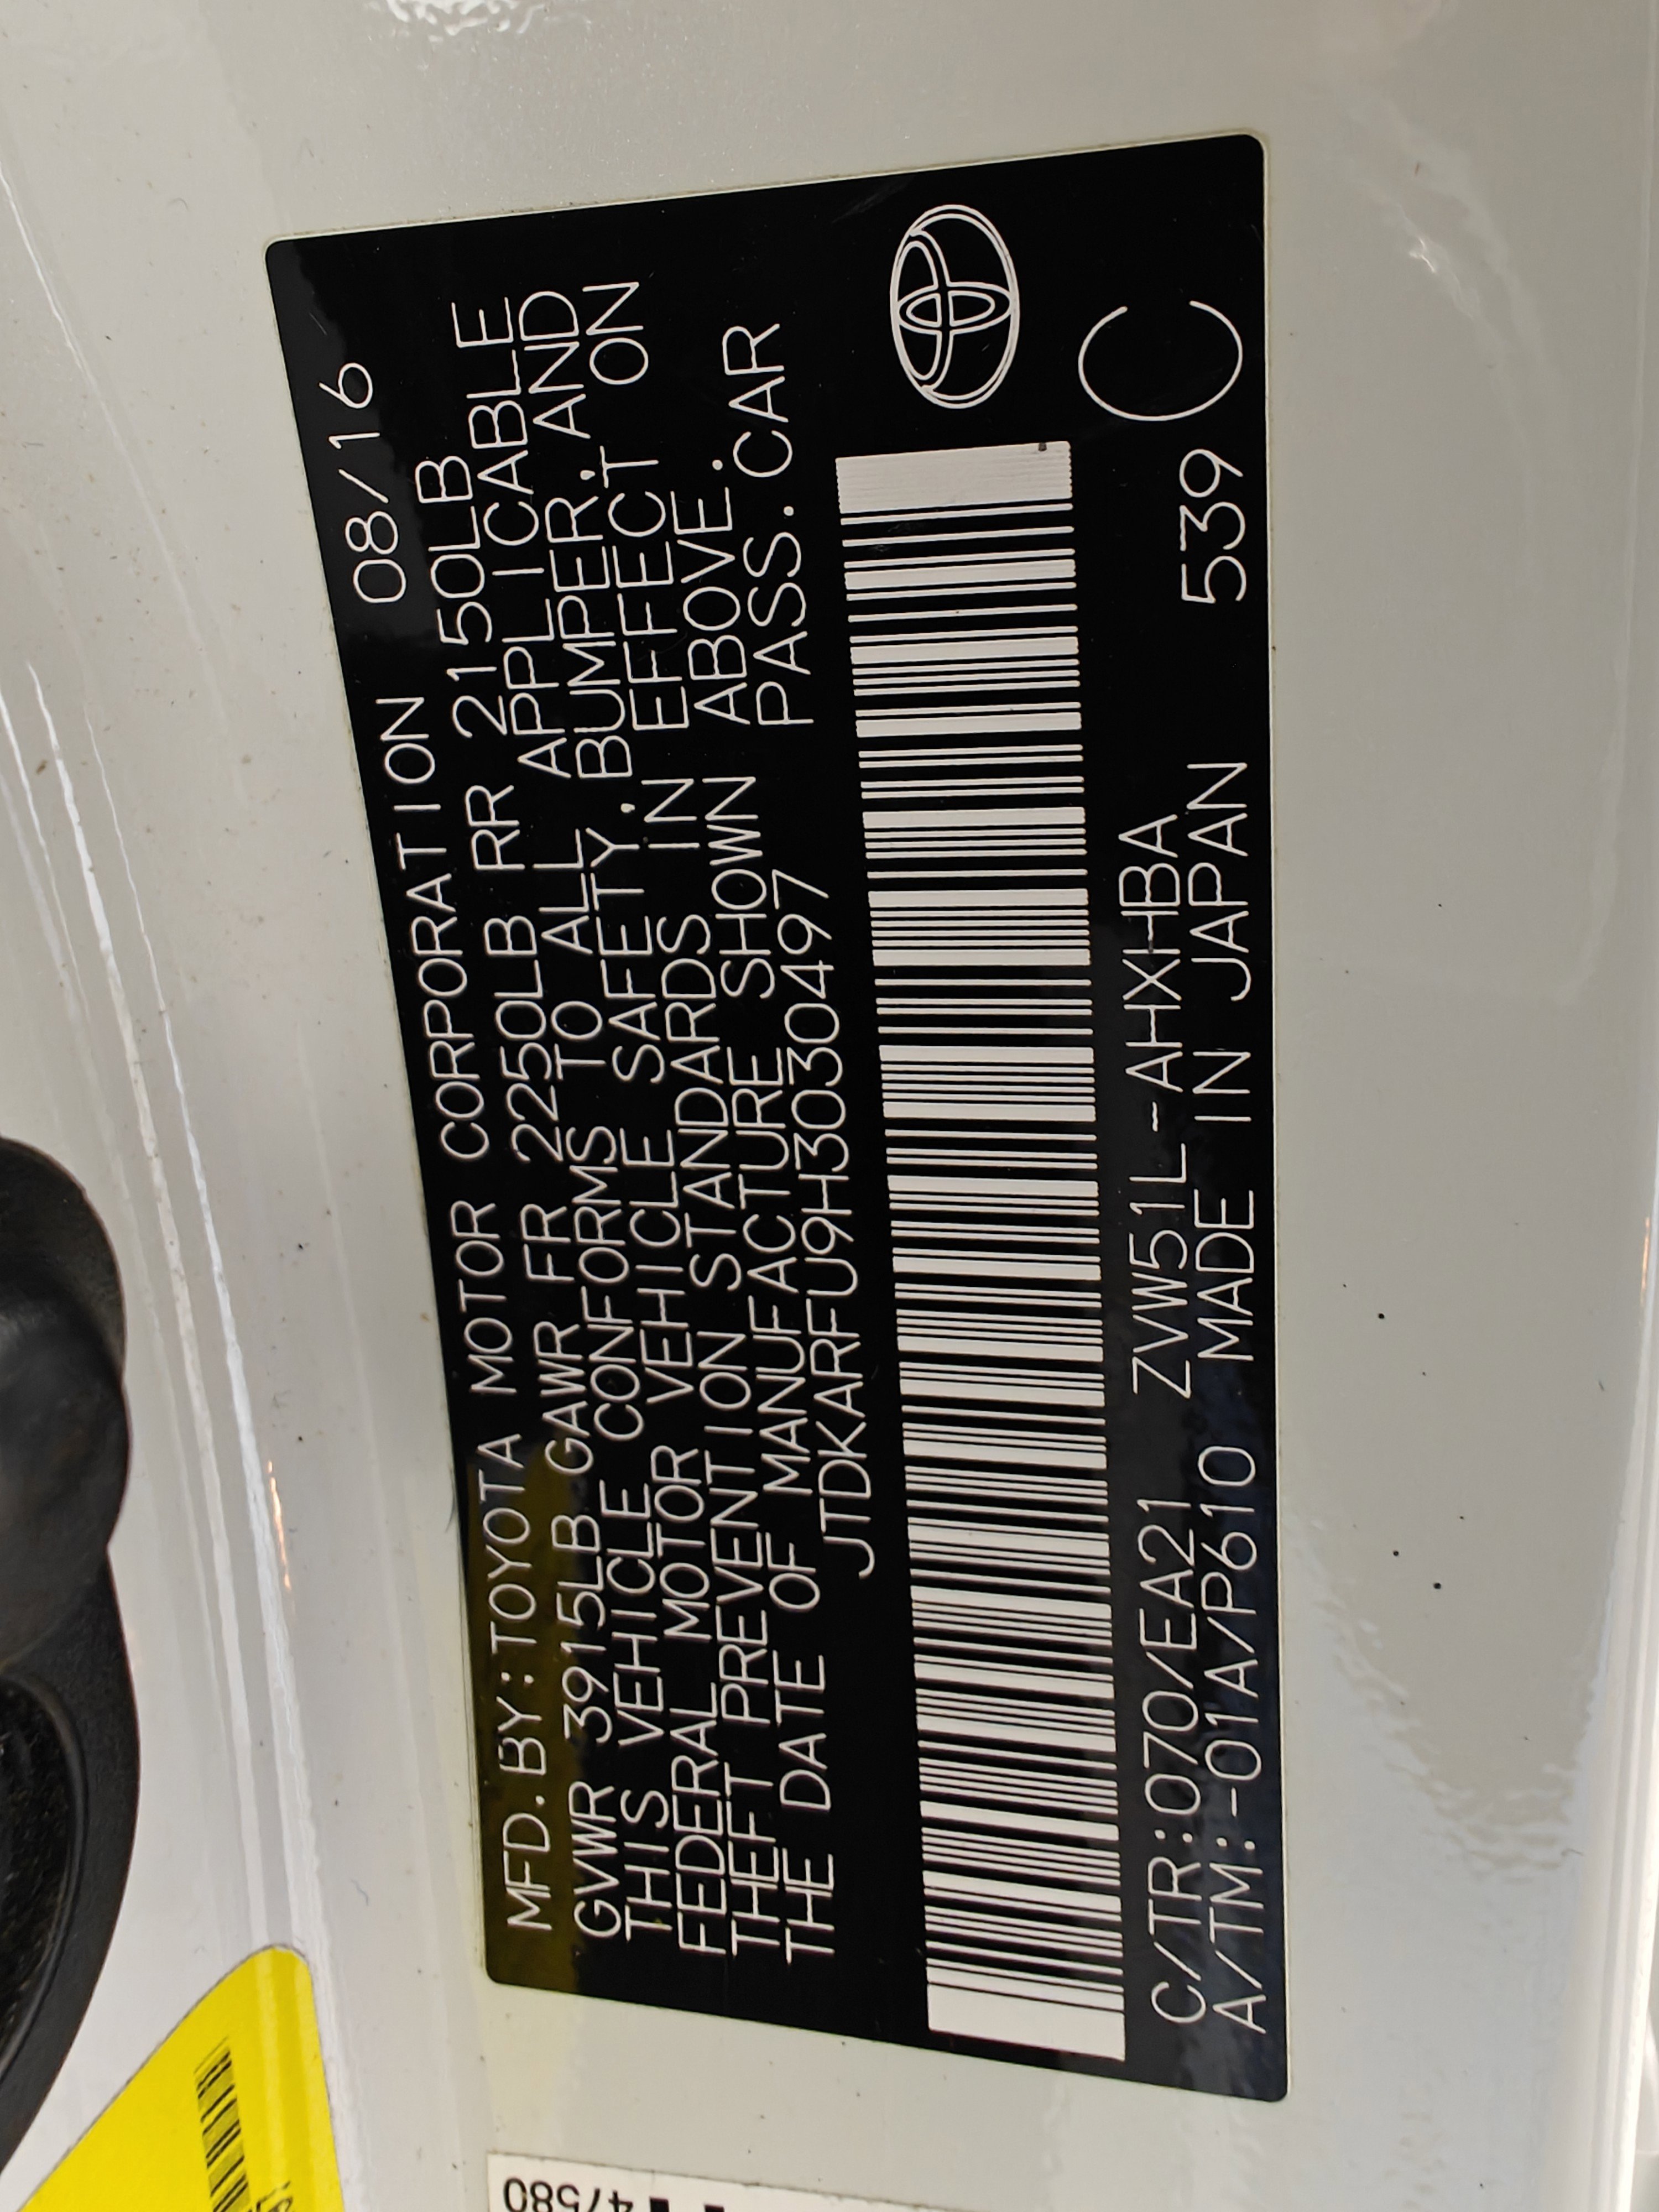 MFD.BY:TOYOTA MOTOR CORPORATION 08/16
GVWR 3915LB GAWR FR 2250LB RR 2150LB
THIS VEHICLE CONFORMS TO ALL APPLICABLE
FEDERAL MOTOR VEHICLE SAFETY,BUMPER,AND
THEFT PREVENTION STANDARDS IN EFFECT ON
THE DATE OF MANUFACTURE SHOWN ABOVE.
JTDKARFU9H3030497 PASS.CAR
C/TR:070/EA21 ZVW51L-AHXHBA
A/TM:-01A/P610 MADE IN JAPAN 539 C
47580